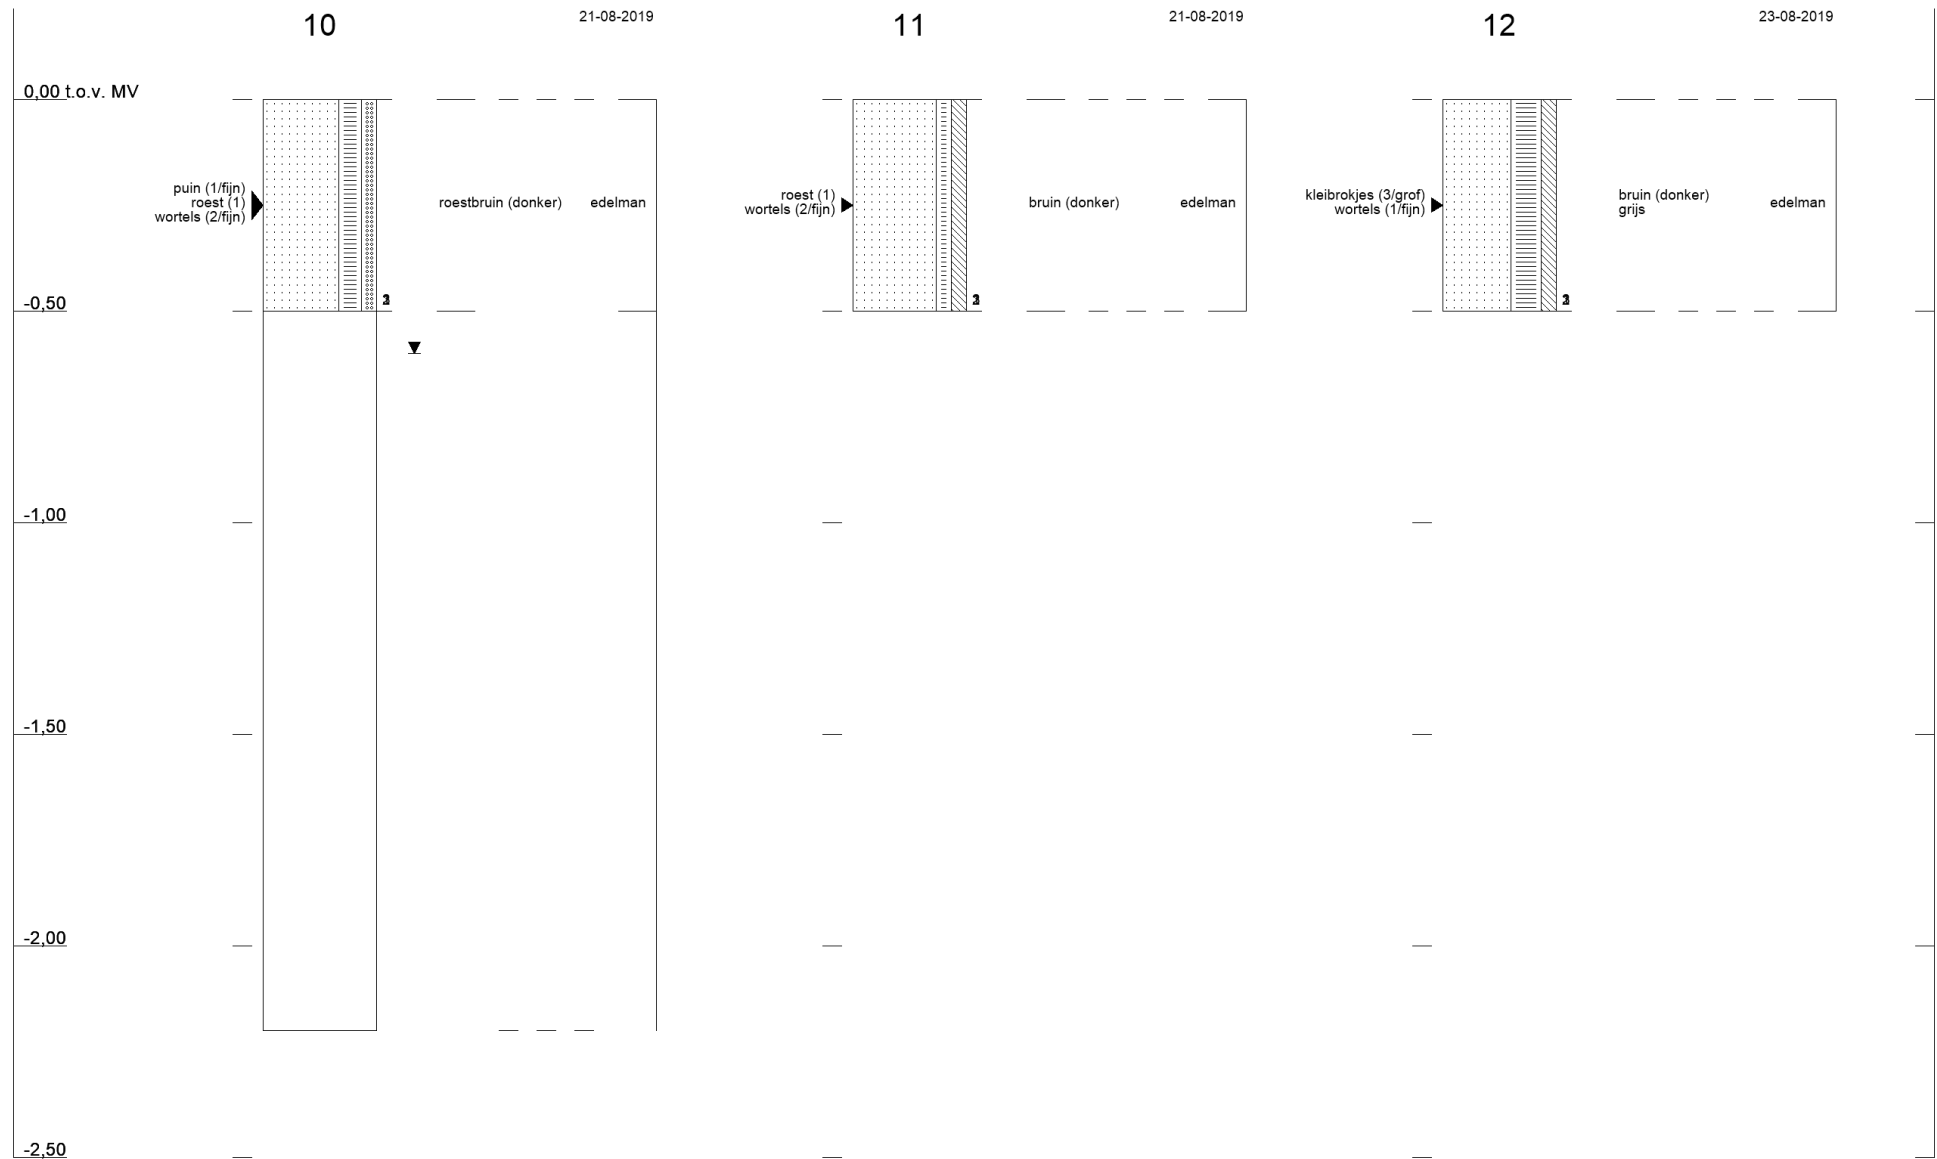 10
21-08-2019
11
21-08-2019
12
23-08-2019
0,00 t.o.v. MV
puin (1/fijn)
roest (1)
wortels (2/fijn)
roestbruin (donker)
edelman
roest (1)
wortels (2/fijn)
bruin (donker)
edelman
kleibrokjes (3/grof)
wortels (1/fijn)
bruin (donker)
grijs
edelman
-0,50
-1,00
-1,50
-2,00
-2,50